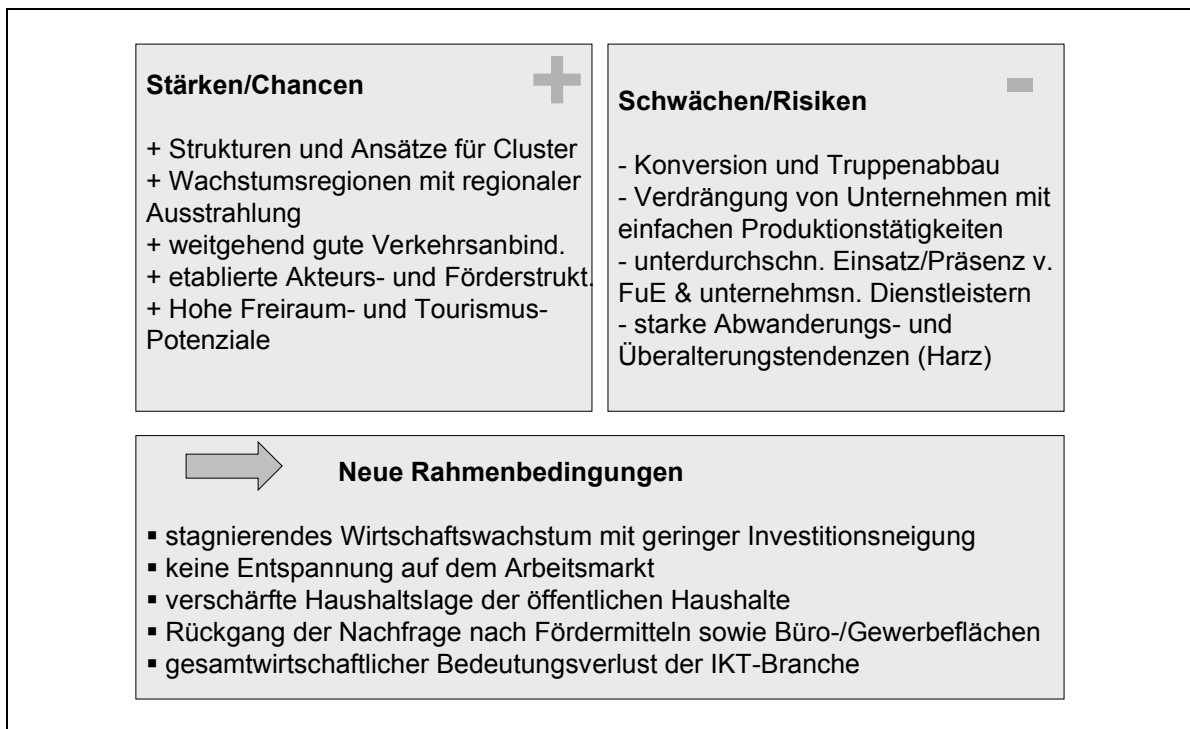 Stärken/Chancen
+ Strukturen und Ansätze für Cluster
+ Wachstumsregionen mit regionaler
Ausstrahlung
+ weitgehend gute Verkehrsanbind.
+ etablierte Akteurs- und Förderstrukt.
+ Hohe Freiraum- und Tourismus-
Potenziale
Schwächen/Risiken
- Konversion und Truppenabbau
- Verdrängung von Unternehmen mit
einfachen Produktionstätigkeiten
- unterdurchschn. Einsatz/Präsenz v.
FuE & unternehmsn. Dienstleistern
- starke Abwanderungs- und
Überalterungstendenzen (Harz)
Neue Rahmenbedingungen
▪ stagnierendes Wirtschaftswachstum mit geringer Investitionsneigung
▪ keine Entspannung auf dem Arbeitsmarkt
▪ verschärfte Haushaltslage der öffentlichen Haushalte
▪ Rückgang der Nachfrage nach Fördermitteln sowie Büro-/Gewerbeflächen
▪ gesamtwirtschaftlicher Bedeutungsverlust der IKT-Branche